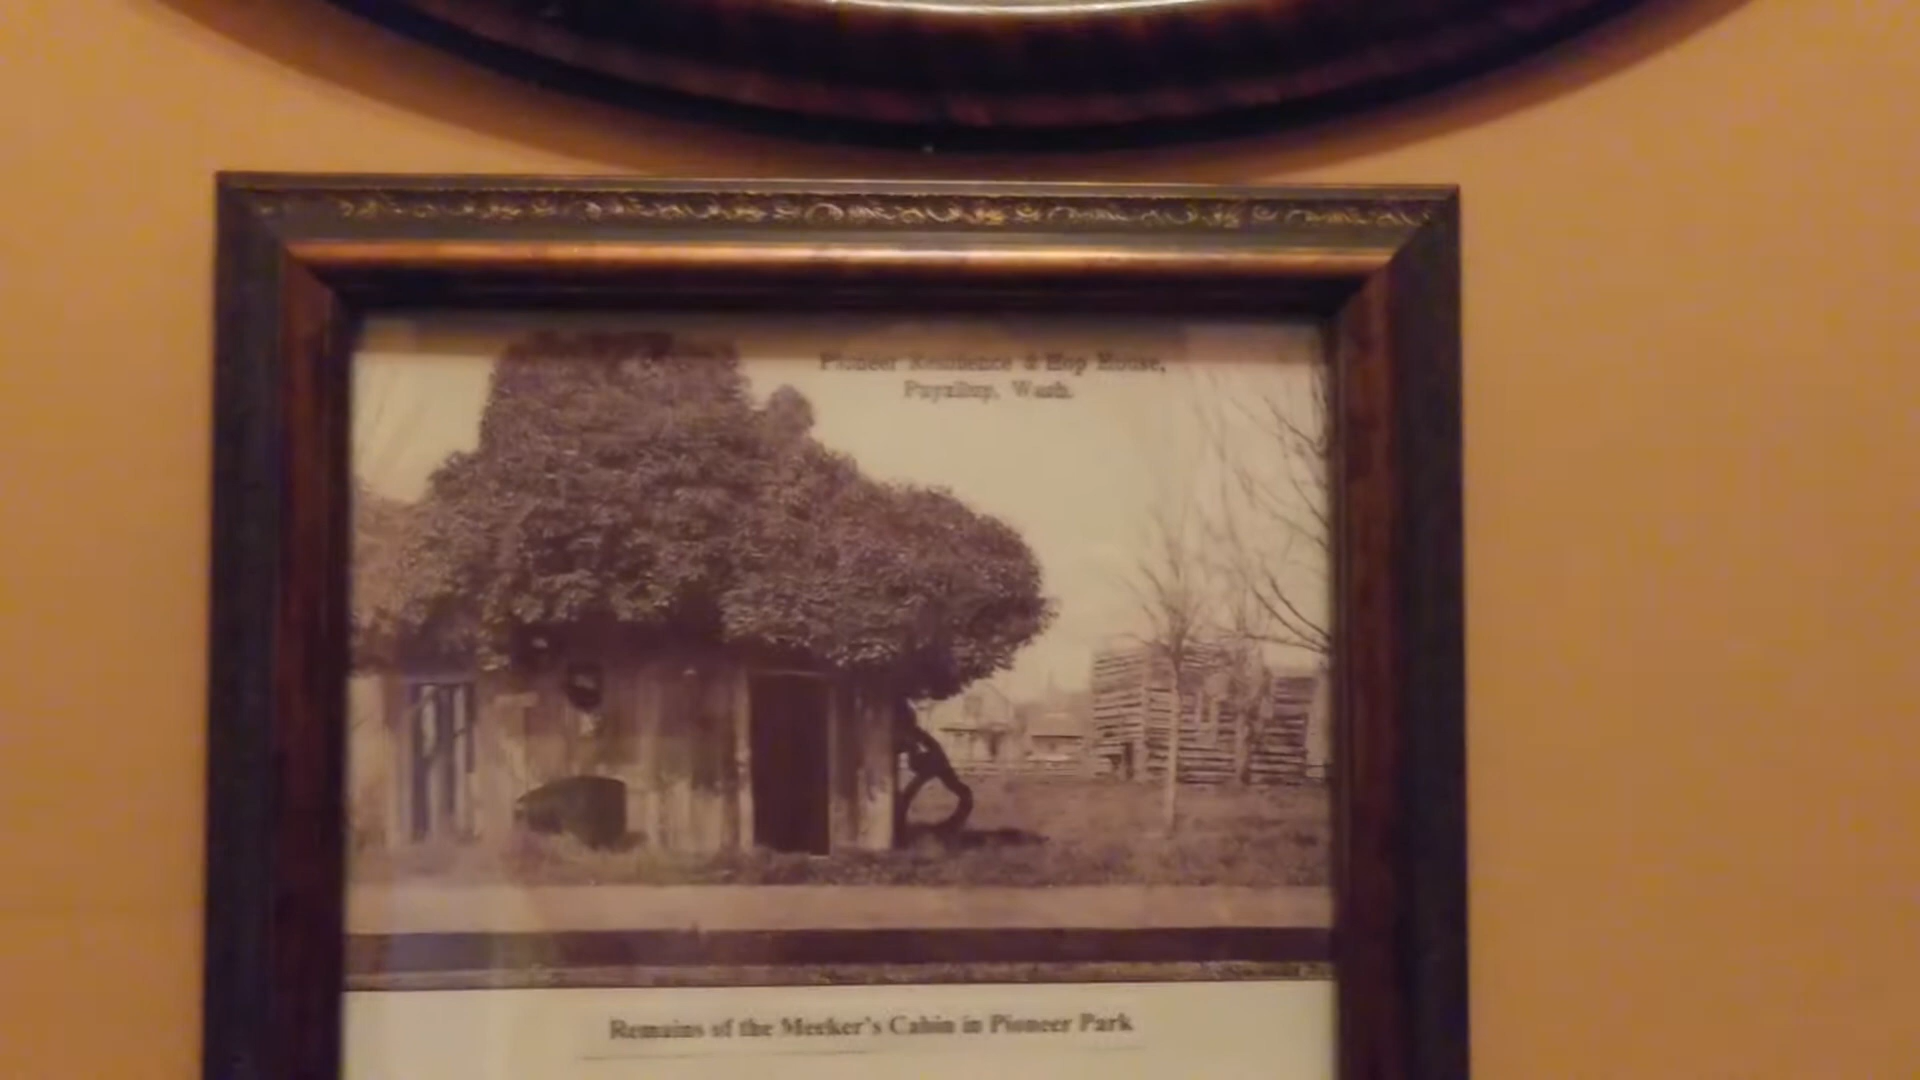 Pioneer Residence & Hop House,
Puyallup, Wash.
Remains of the Meeker's Cabin in Pioneer Park